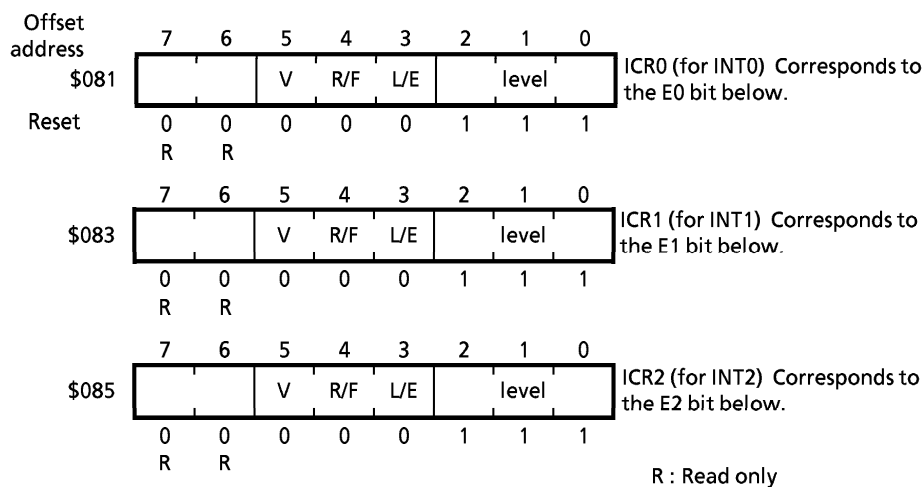 Offset
address
7 6 5 4 3 2 1 0
$081 V R/F L/E level ICR0 (for INT0) Corresponds to
the E0 bit below.
Reset 0 0 0 0 0 1 1 1
R R
7 6 5 4 3 2 1 0
$083 V R/F L/E level ICR1 (for INT1) Corresponds to
the E1 bit below.
0 0 0 0 0 1 1 1
R R
7 6 5 4 3 2 1 0
$085 V R/F L/E level ICR2 (for INT2) Corresponds to
the E2 bit below.
0 0 0 0 0 1 1 1
R R
R : Read only